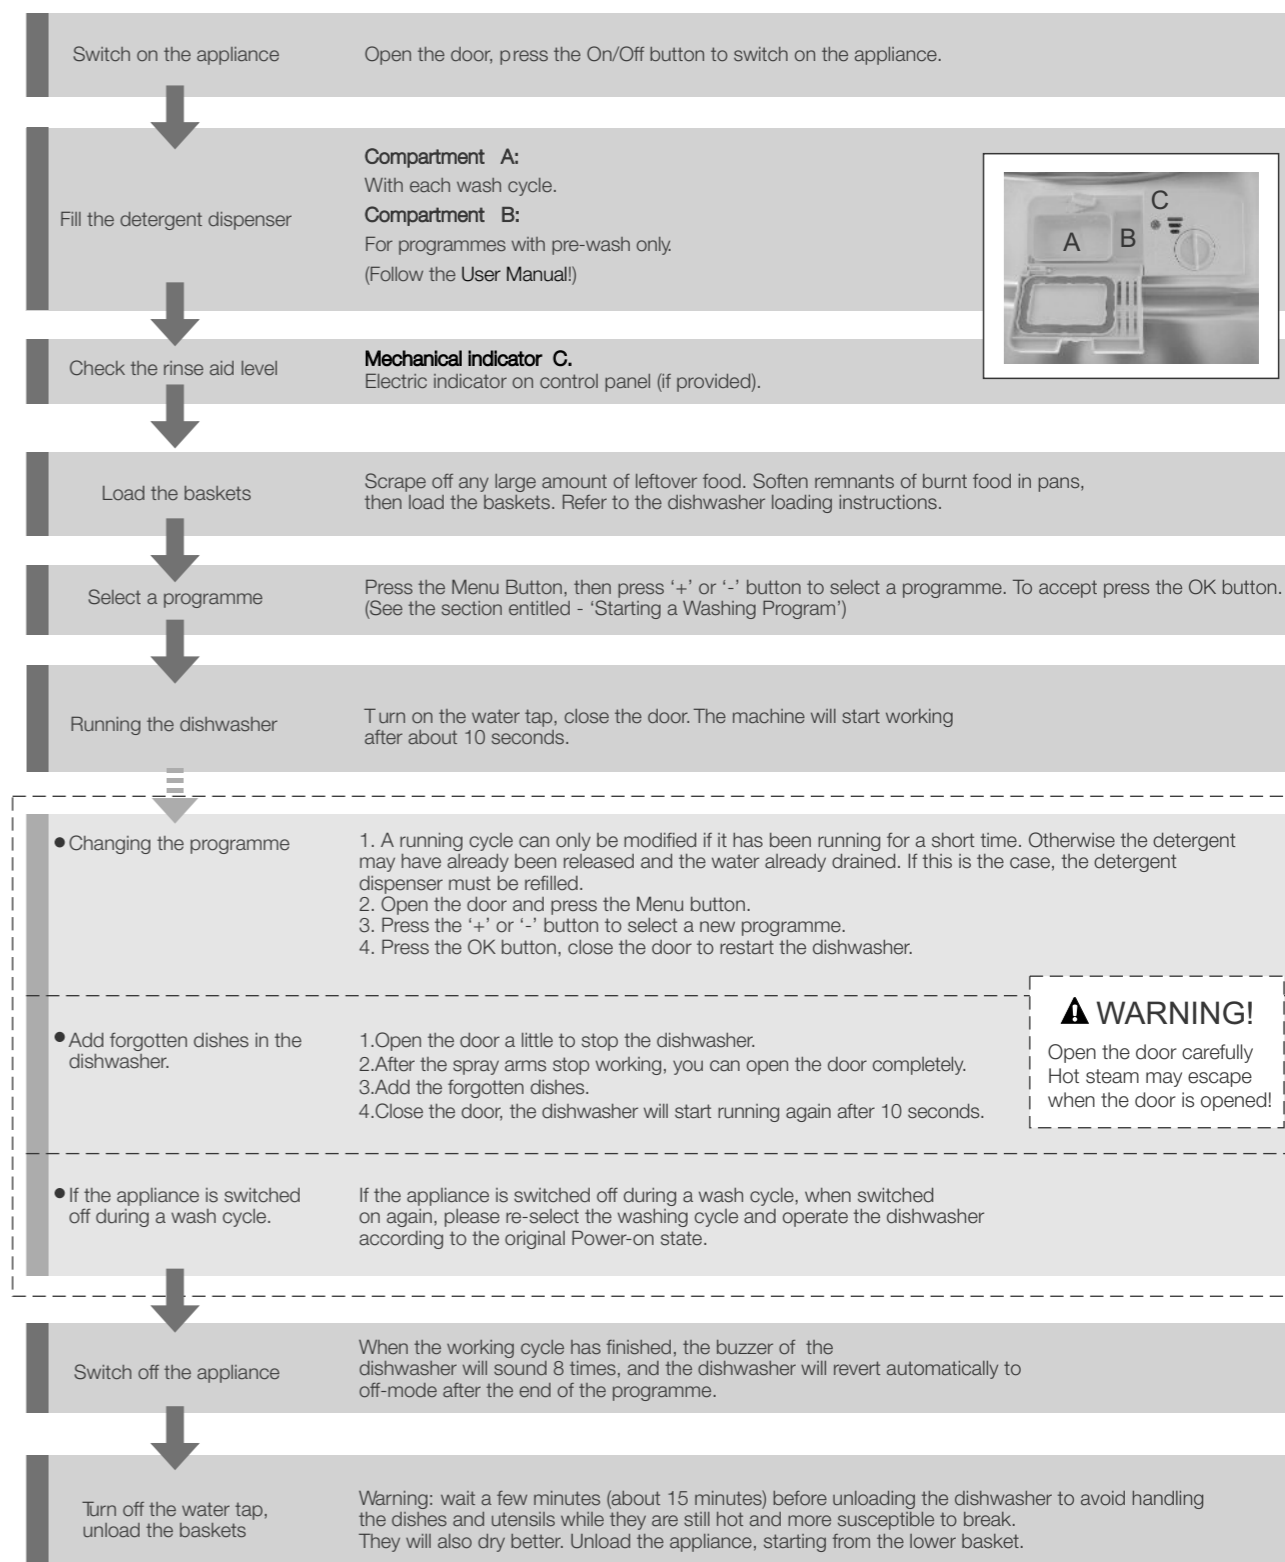 Switch on the appliance
Open the door, press the On/Off button to switch on the appliance.
Fill the detergent dispenser
Compartment A:
With each wash cycle.
Compartment B:
For programmes with pre-wash only.
(Follow the User Manual!)
A
B
C
Check the rinse aid level
Mechanical indicator C.
Electric indicator on control panel (if provided).
Load the baskets
Scrape off any large amount of leftover food. Soften remnants of burnt food in pans,
then load the baskets. Refer to the dishwasher loading instructions.
Select a programme
Press the Menu Button, then press ‘+’ or ‘-’ button to select a programme. To accept press the OK button.
(See the section entitled - ‘Starting a Washing Program’)
Running the dishwasher
Turn on the water tap, close the door. The machine will start working
after about 10 seconds.
● Changing the programme
1. A running cycle can only be modified if it has been running for a short time. Otherwise the detergent
may have already been released and the water already drained. If this is the case, the detergent
dispenser must be refilled.
2. Open the door and press the Menu button.
3. Press the ‘+’ or ‘-’ button to select a new programme.
4. Press the OK button, close the door to restart the dishwasher.
● Add forgotten dishes in the
dishwasher.
1.Open the door a little to stop the dishwasher.
2.After the spray arms stop working, you can open the door completely.
3.Add the forgotten dishes.
4.Close the door, the dishwasher will start running again after 10 seconds.
WARNING!
Open the door carefully
Hot steam may escape
when the door is opened!
● If the appliance is switched
off during a wash cycle.
If the appliance is switched off during a wash cycle, when switched
on again, please re-select the washing cycle and operate the dishwasher
according to the original Power-on state.
Switch off the appliance
When the working cycle has finished, the buzzer of the
dishwasher will sound 8 times, and the dishwasher will revert automatically to
off-mode after the end of the programme.
Turn off the water tap,
unload the baskets
Warning: wait a few minutes (about 15 minutes) before unloading the dishwasher to avoid handling
the dishes and utensils while they are still hot and more susceptible to break.
They will also dry better. Unload the appliance, starting from the lower basket.